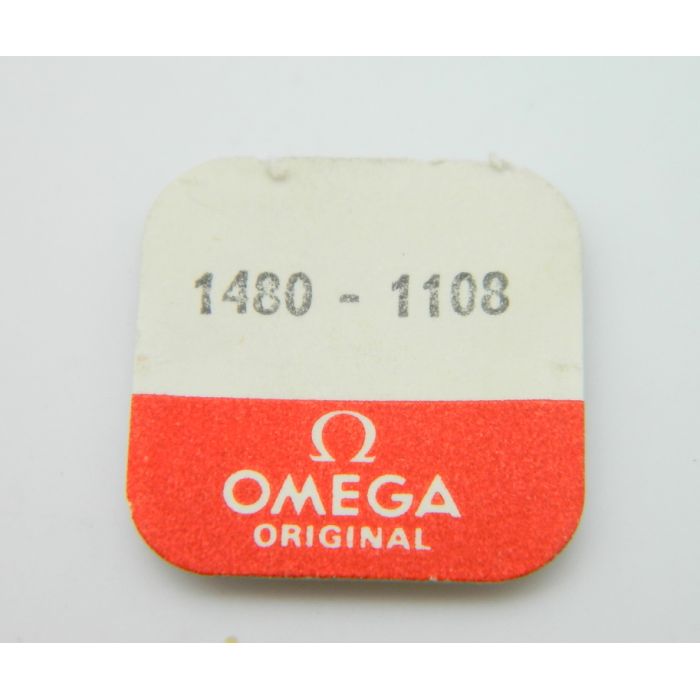 1480 - 1108
Ω
OMEGA
ORIGINAL